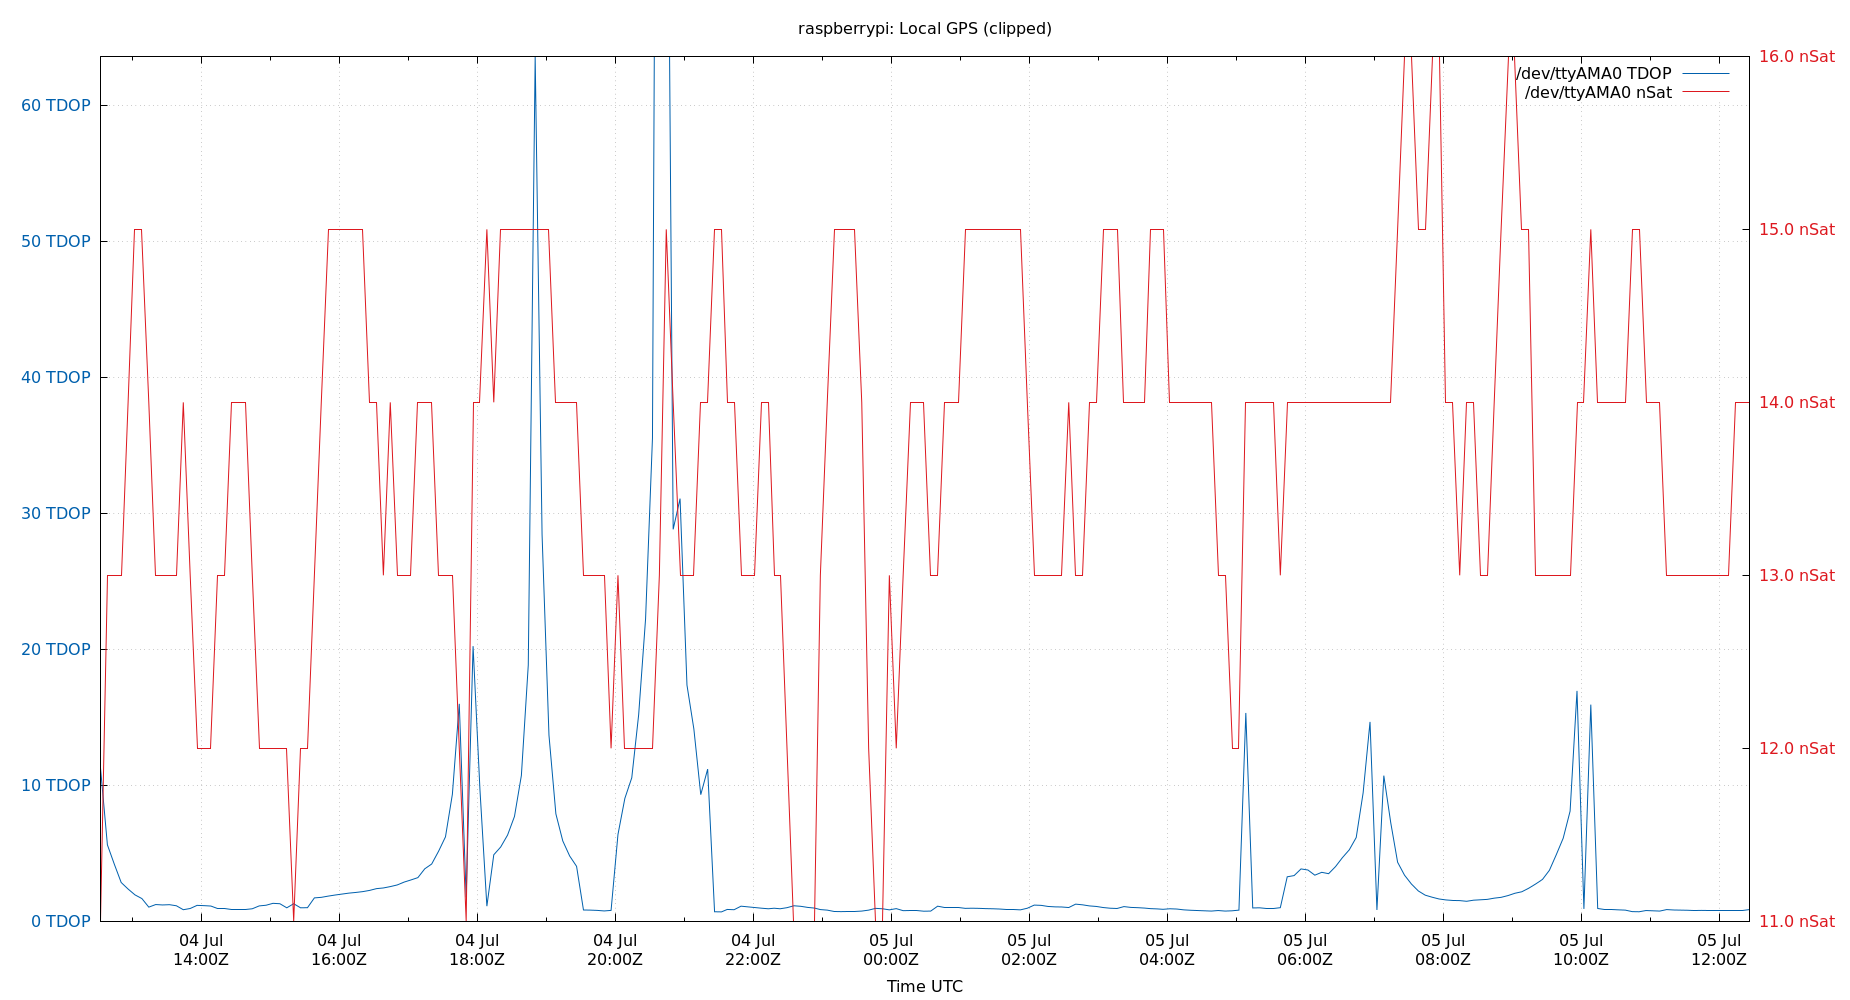 raspberrypi: Local GPS (clipped)
/dev/ttyAMA0 TDOP
/dev/ttyAMA0 nSat
60 TDOP
50 TDOP
40 TDOP
30 TDOP
20 TDOP
10 TDOP
0 TDOP
16.0 nSat
15.0 nSat
14.0 nSat
13.0 nSat
12.0 nSat
11.0 nSat
04 Jul
14:00Z
04 Jul
16:00Z
04 Jul
18:00Z
04 Jul
20:00Z
04 Jul
22:00Z
05 Jul
00:00Z
05 Jul
02:00Z
05 Jul
04:00Z
05 Jul
06:00Z
05 Jul
08:00Z
05 Jul
10:00Z
05 Jul
12:00Z
Time UTC